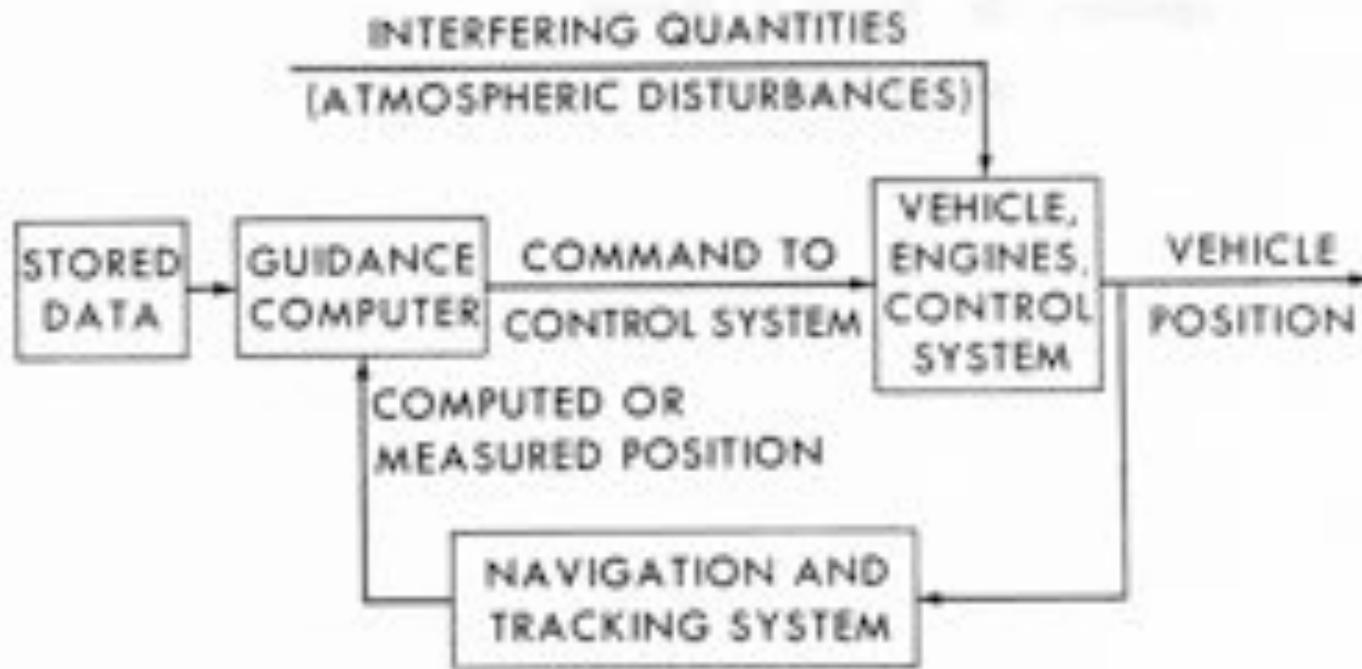 INTERFERING QUANTITIES
(ATMOSPHERIC DISTURBANCES)
STORED
DATA
GUIDANCE
COMPUTER
COMMAND TO
CONTROL SYSTEM
VEHICLE,
ENGINES,
CONTROL
SYSTEM
VEHICLE
POSITION
COMPUTED OR
MEASURED POSITION
NAVIGATION AND
TRACKING SYSTEM